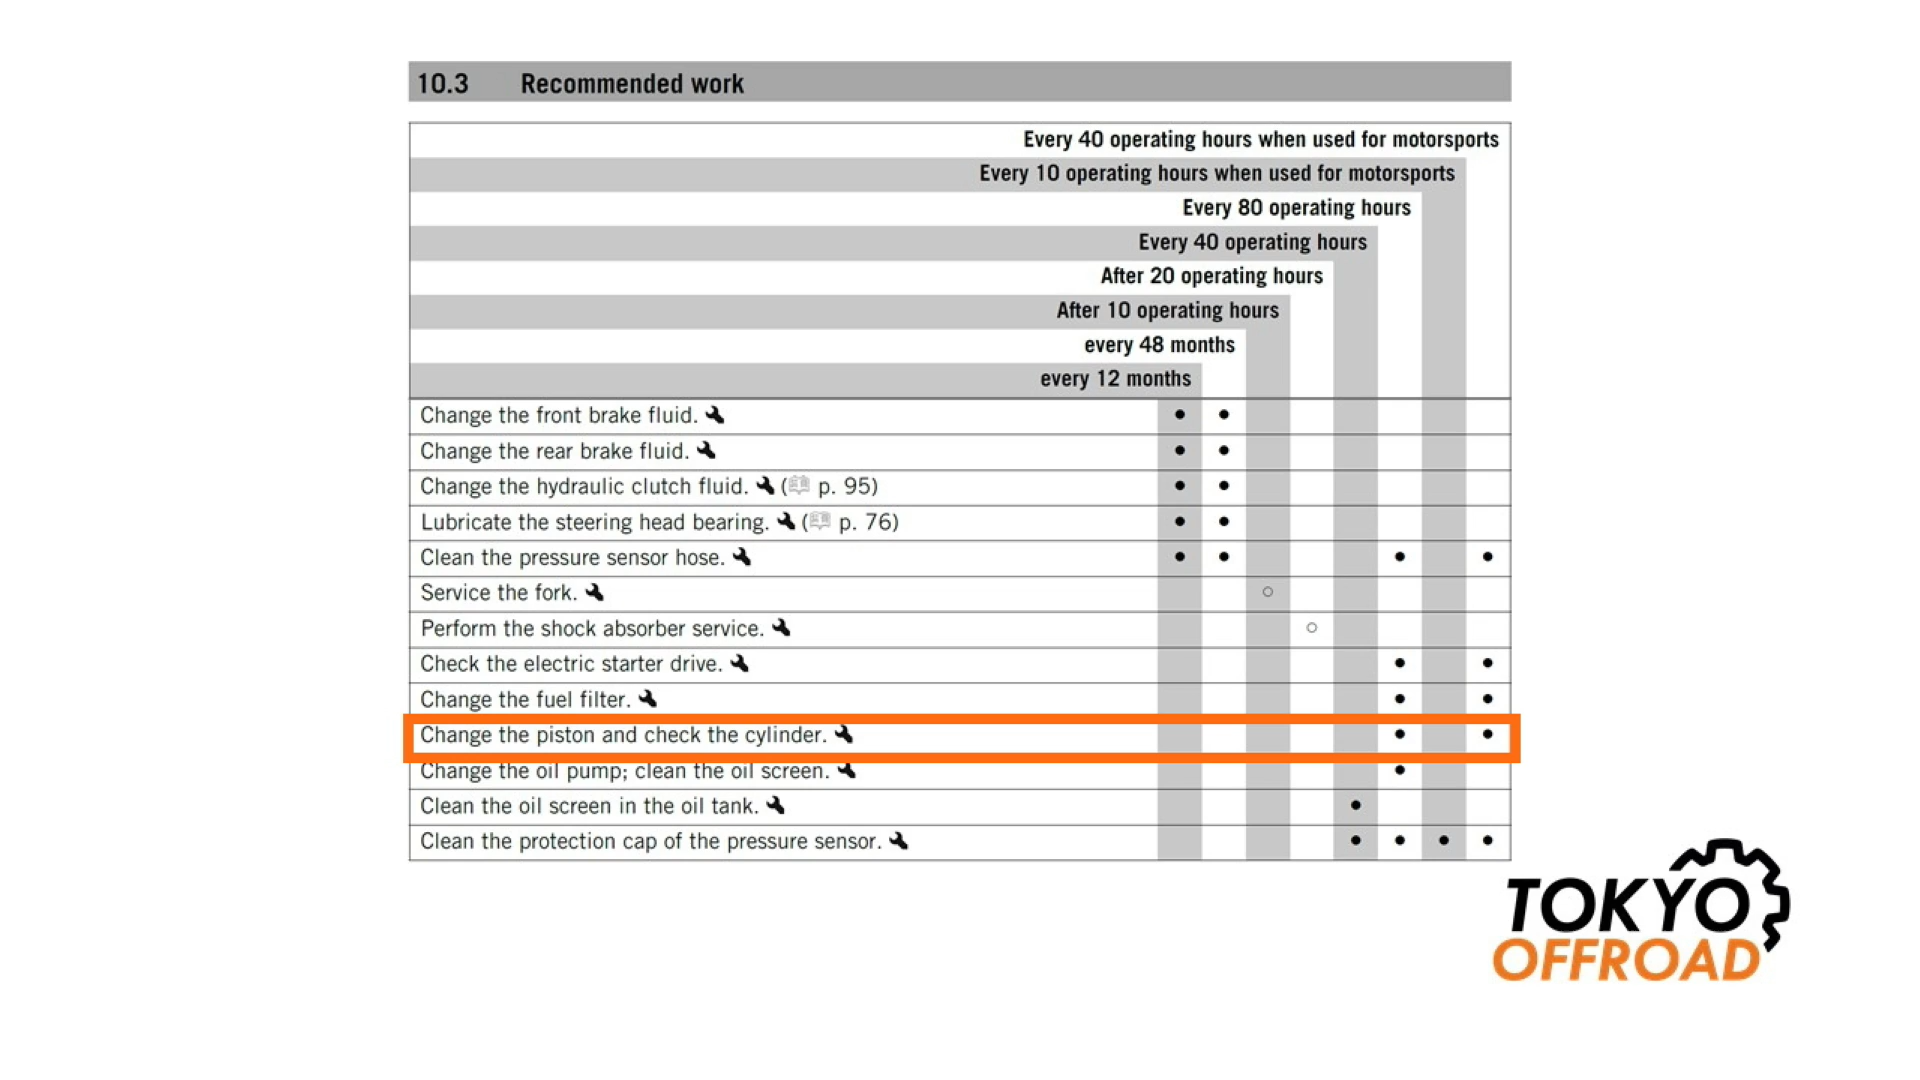 10.3 Recommended work
Every 40 operating hours when used for motorsports
Every 10 operating hours when used for motorsports
Every 80 operating hours
Every 40 operating hours
After 20 operating hours
After 10 operating hours
every 48 months
every 12 months
Change the front brake fluid. ● ●
Change the rear brake fluid. ● ●
Change the hydraulic clutch fluid. ( p. 95) ● ●
Lubricate the steering head bearing. ( p. 76) ● ●
Clean the pressure sensor hose. ● ● ● ●
Service the fork. ○
Perform the shock absorber service. ○
Check the electric starter drive. ● ●
Change the fuel filter. ● ●
Change the piston and check the cylinder. ● ●
Change the oil pump; clean the oil screen. ●
Clean the oil screen in the oil tank. ●
Clean the protection cap of the pressure sensor. ● ● ● ●
TOKYO
OFFROAD